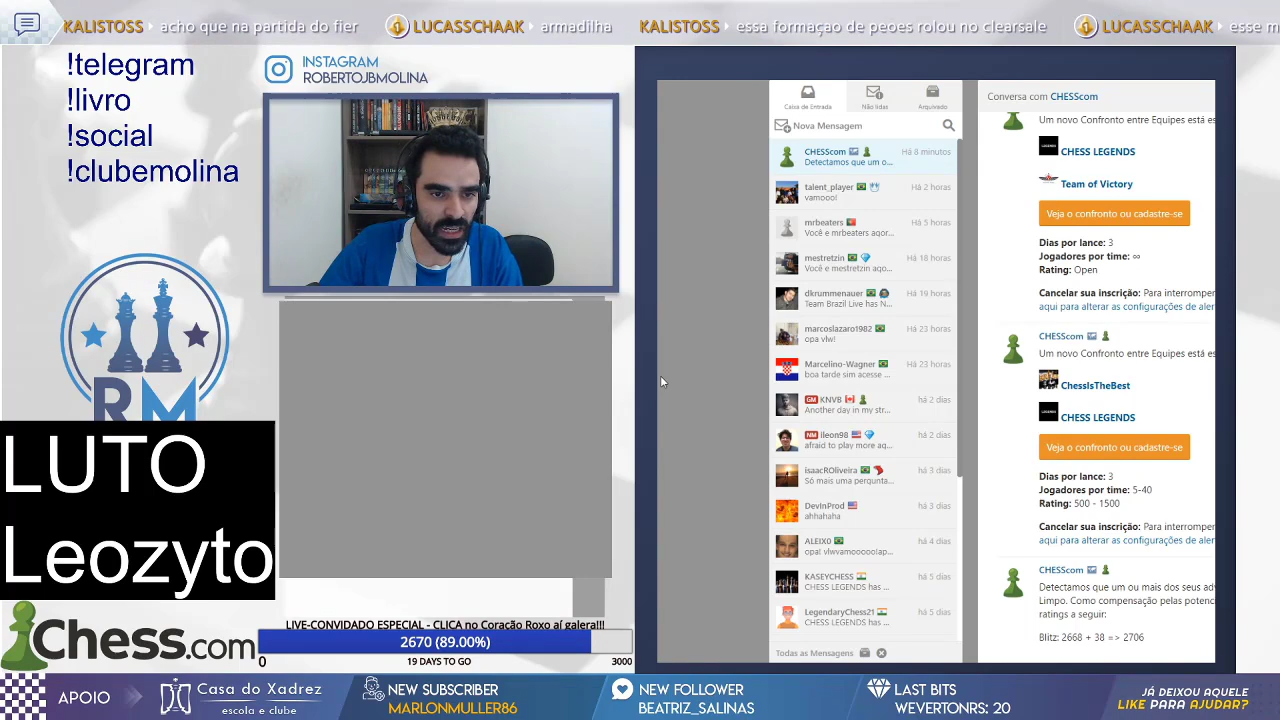 KALISTOSS acho que na partida do fier
LUCASSCHAAK armadilha
KALISTOSS essa formaçao de peoes rolou no clearsale
LUCASSCHAAK esse m
!telegram
!livro
!social
!clubemolina
INSTAGRAM
ROBERTOJBMOLINA
RM
LUTO
Leozyto
Chess.com
LIVE-CONVIDADO ESPECIAL - CLICA no Coração Roxo aí galera!!!
2670 (89.00%)
0
19 DAYS TO GO
3000
Caixa de Entrada
Não lidas
Arquivado
Nova Mensagem
CHESScom
Há 8 minutos
Detectamos que um o...
talent_player
Há 2 horas
vamooo!
mrbeaters
Há 5 horas
Você e mrbeaters aqor...
mestretzin
Há 18 horas
Você e mestretzin aqo...
dkrummenauer
Há 19 horas
Team Brazil Live has N...
marcoslazaro1982
Há 23 horas
opa vlw!
Marcelino-Wagner
Há 23 horas
boa tarde sim acesse ...
GM KNVB
há 2 dias
Another day in my str...
NM ileon98
há 2 dias
afraid to play more aq...
isaacROliveira
há 3 dias
Só mais uma pergunta...
DevInProd
há 3 dias
ahhahaha
ALEIX0
há 4 dias
opa! vlwvamoooolap...
KASEYCHESS
há 5 dias
CHESS LEGENDS has ...
LegendaryChess21
há 5 dias
CHESS LEGENDS has ...
Todas as Mensagens
Conversa com CHESScom
Um novo Confronto entre Equipes está es
CHESS LEGENDS
Team of Victory
Veja o confronto ou cadastre-se
Dias por lance: 3
Jogadores por time: ∞
Rating: Open
Cancelar sua inscrição: Para interromper
aqui para alterar as configurações de aler
CHESScom
Um novo Confronto entre Equipes está es
ChessIsTheBest
CHESS LEGENDS
Veja o confronto ou cadastre-se
Dias por lance: 3
Jogadores por time: 5-40
Rating: 500 - 1500
Cancelar sua inscrição: Para interromper
aqui para alterar as configurações de aler
CHESScom
Detectamos que um ou mais dos seus ad
Limpo. Como compensação pelas potenc
ratings a seguir:
Blitz: 2668 + 38 => 2706
APOIO
Casa do Xadrez
escola e clube
NEW SUBSCRIBER
MARLONMULLER86
NEW FOLLOWER
BEATRIZ_SALINAS
LAST BITS
WEVERTONRS: 20
JÁ DEIXOU AQUELE
LIKE PARA AJUDAR?